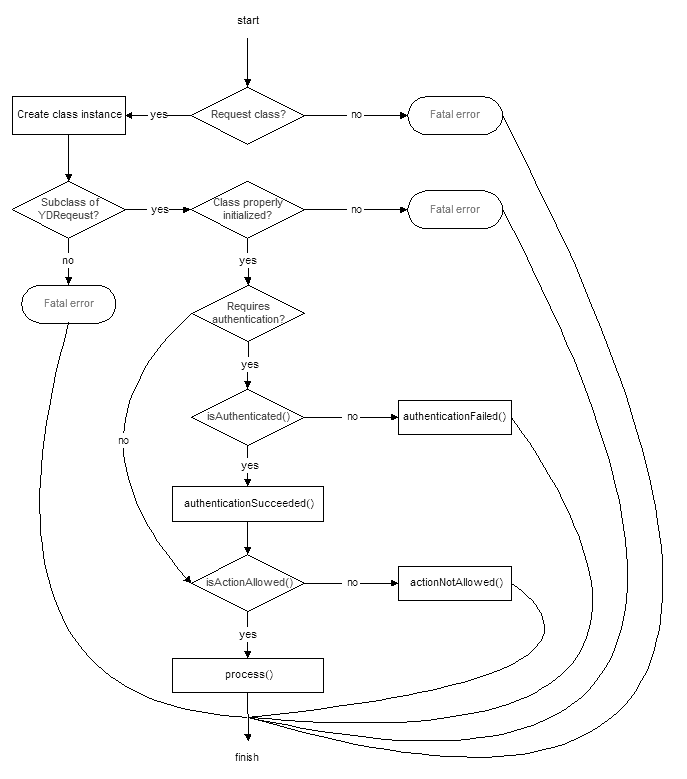 start
Create class instance
yes
Request class?
no
Fatal error
Subclass of
YDReqeust?
yes
Class properly
initialized?
no
Fatal error
no
yes
Fatal error
Requires
authentication?
yes
isAuthenticated()
no
authenticationFailed()
no
yes
authenticationSucceeded()
isActionAllowed()
no
actionNotAllowed()
yes
process()
finish